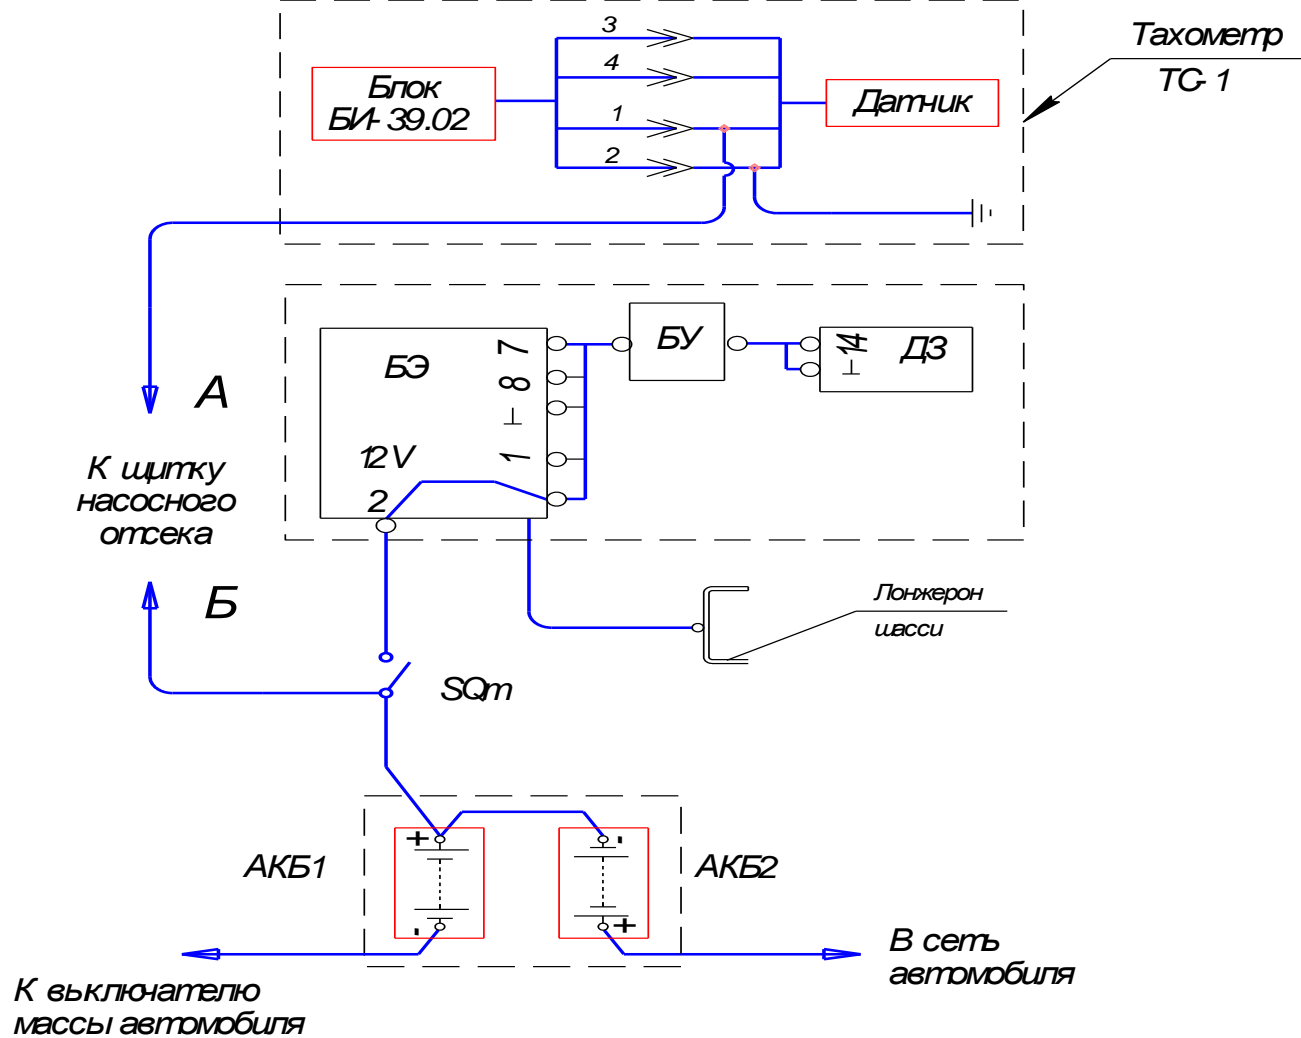 3
4
1
2
Блок
БИ-39.02
Датчик
Тахометр
ТС-1
А
К щитку
насосного
отсека
Б
БЭ
7
8
⊥
1
12V
2
БУ
14
⊥
ДЗ
Лонжерон
шасси
SQm
АКБ1
+
-
-
+
АКБ2
К выключателю
массы автомобиля
В сеть
автомобиля